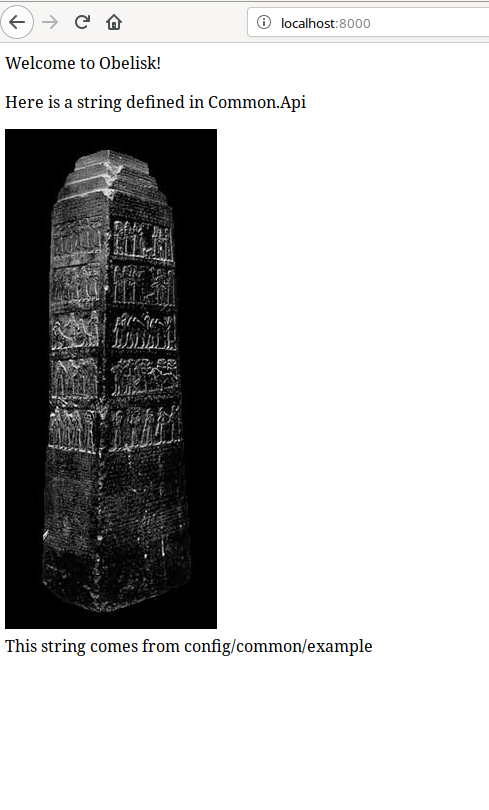 localhost:8000
Welcome to Obelisk!
Here is a string defined in Common.Api
This string comes from config/common/example